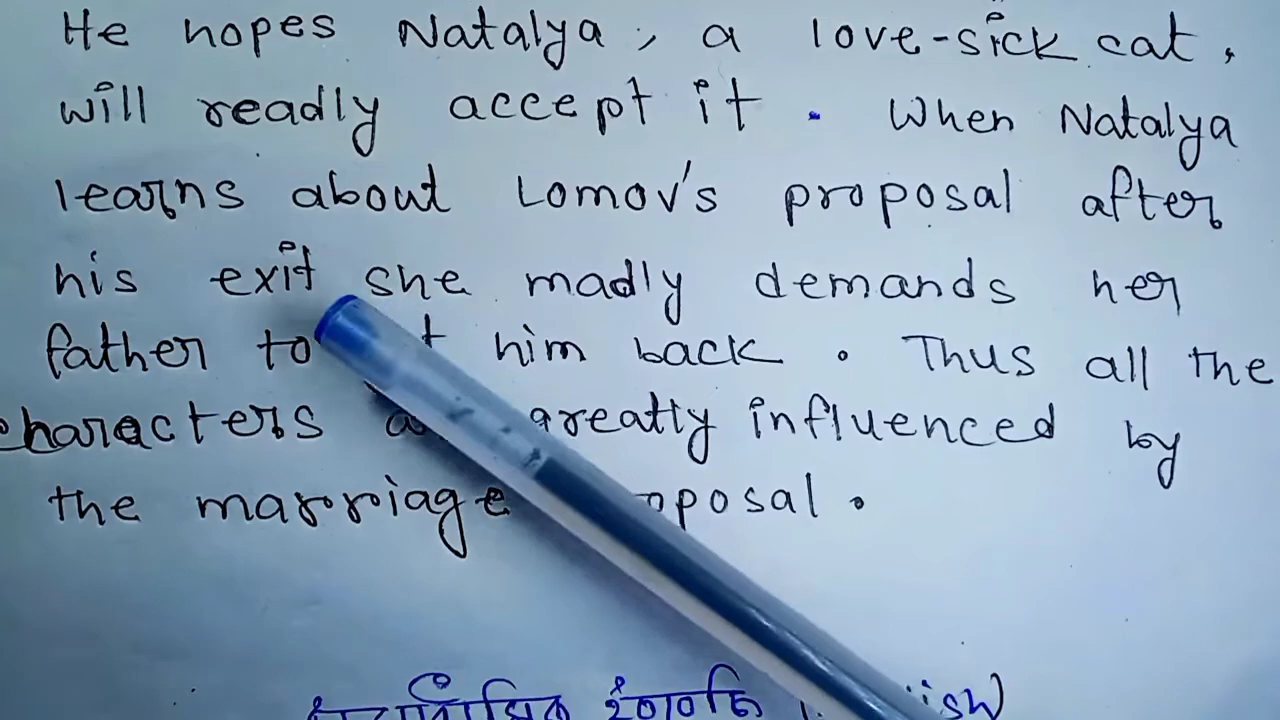 He hopes Natalya, a love-sick cat,
will readly accept it. When Natalya
learns about Lomov's proposal after
his exit she madly demands her
father to him back. Thus all the
characters greatly influenced by
the marriage proposal.